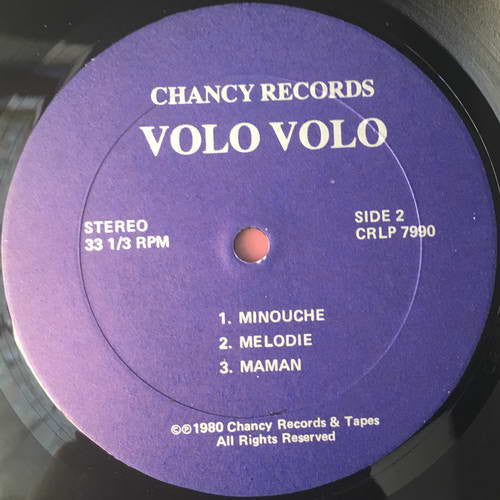 CHANCY RECORDS
VOLO VOLO
STEREO
33 1/3 RPM
SIDE 2
CRLP 7990
1. MINOUCHE
2. MELODIE
3. MAMAN
©℗1980 Chancy Records & Tapes
All Rights Reserved